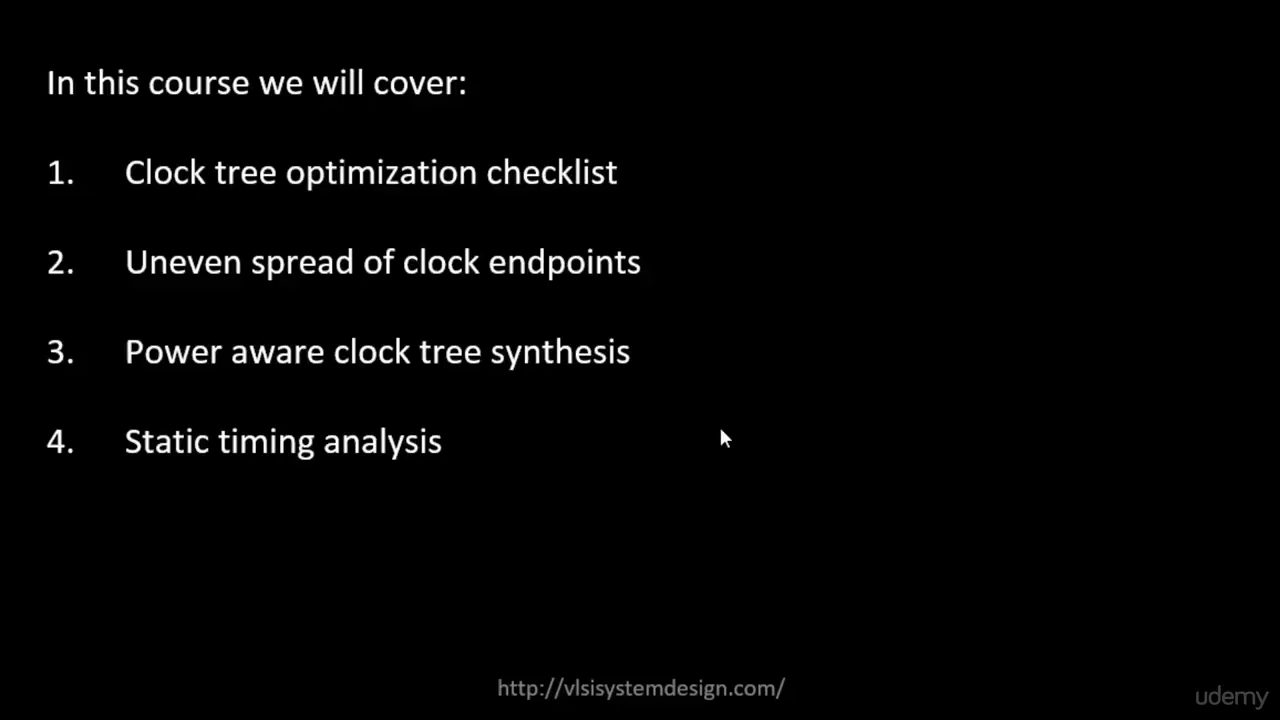 In this course we will cover:
1. Clock tree optimization checklist
2. Uneven spread of clock endpoints
3. Power aware clock tree synthesis
4. Static timing analysis
http://vlsisystemdesign.com/
udemy